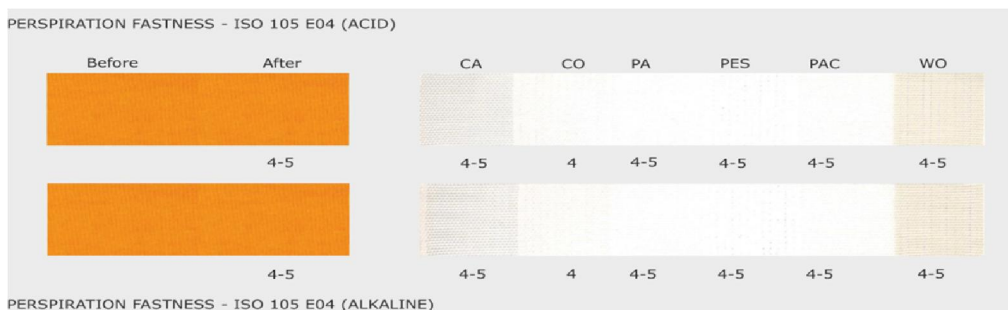 PERSPIRATION FASTNESS - ISO 105 E04 (ACID)
Before After CA CO PA PES PAC WO
4-5 4-5 4 4-5 4-5 4-5 4-5
4-5 4-5 4 4-5 4-5 4-5 4-5
PERSPIRATION FASTNESS - ISO 105 E04 (ALKALINE)